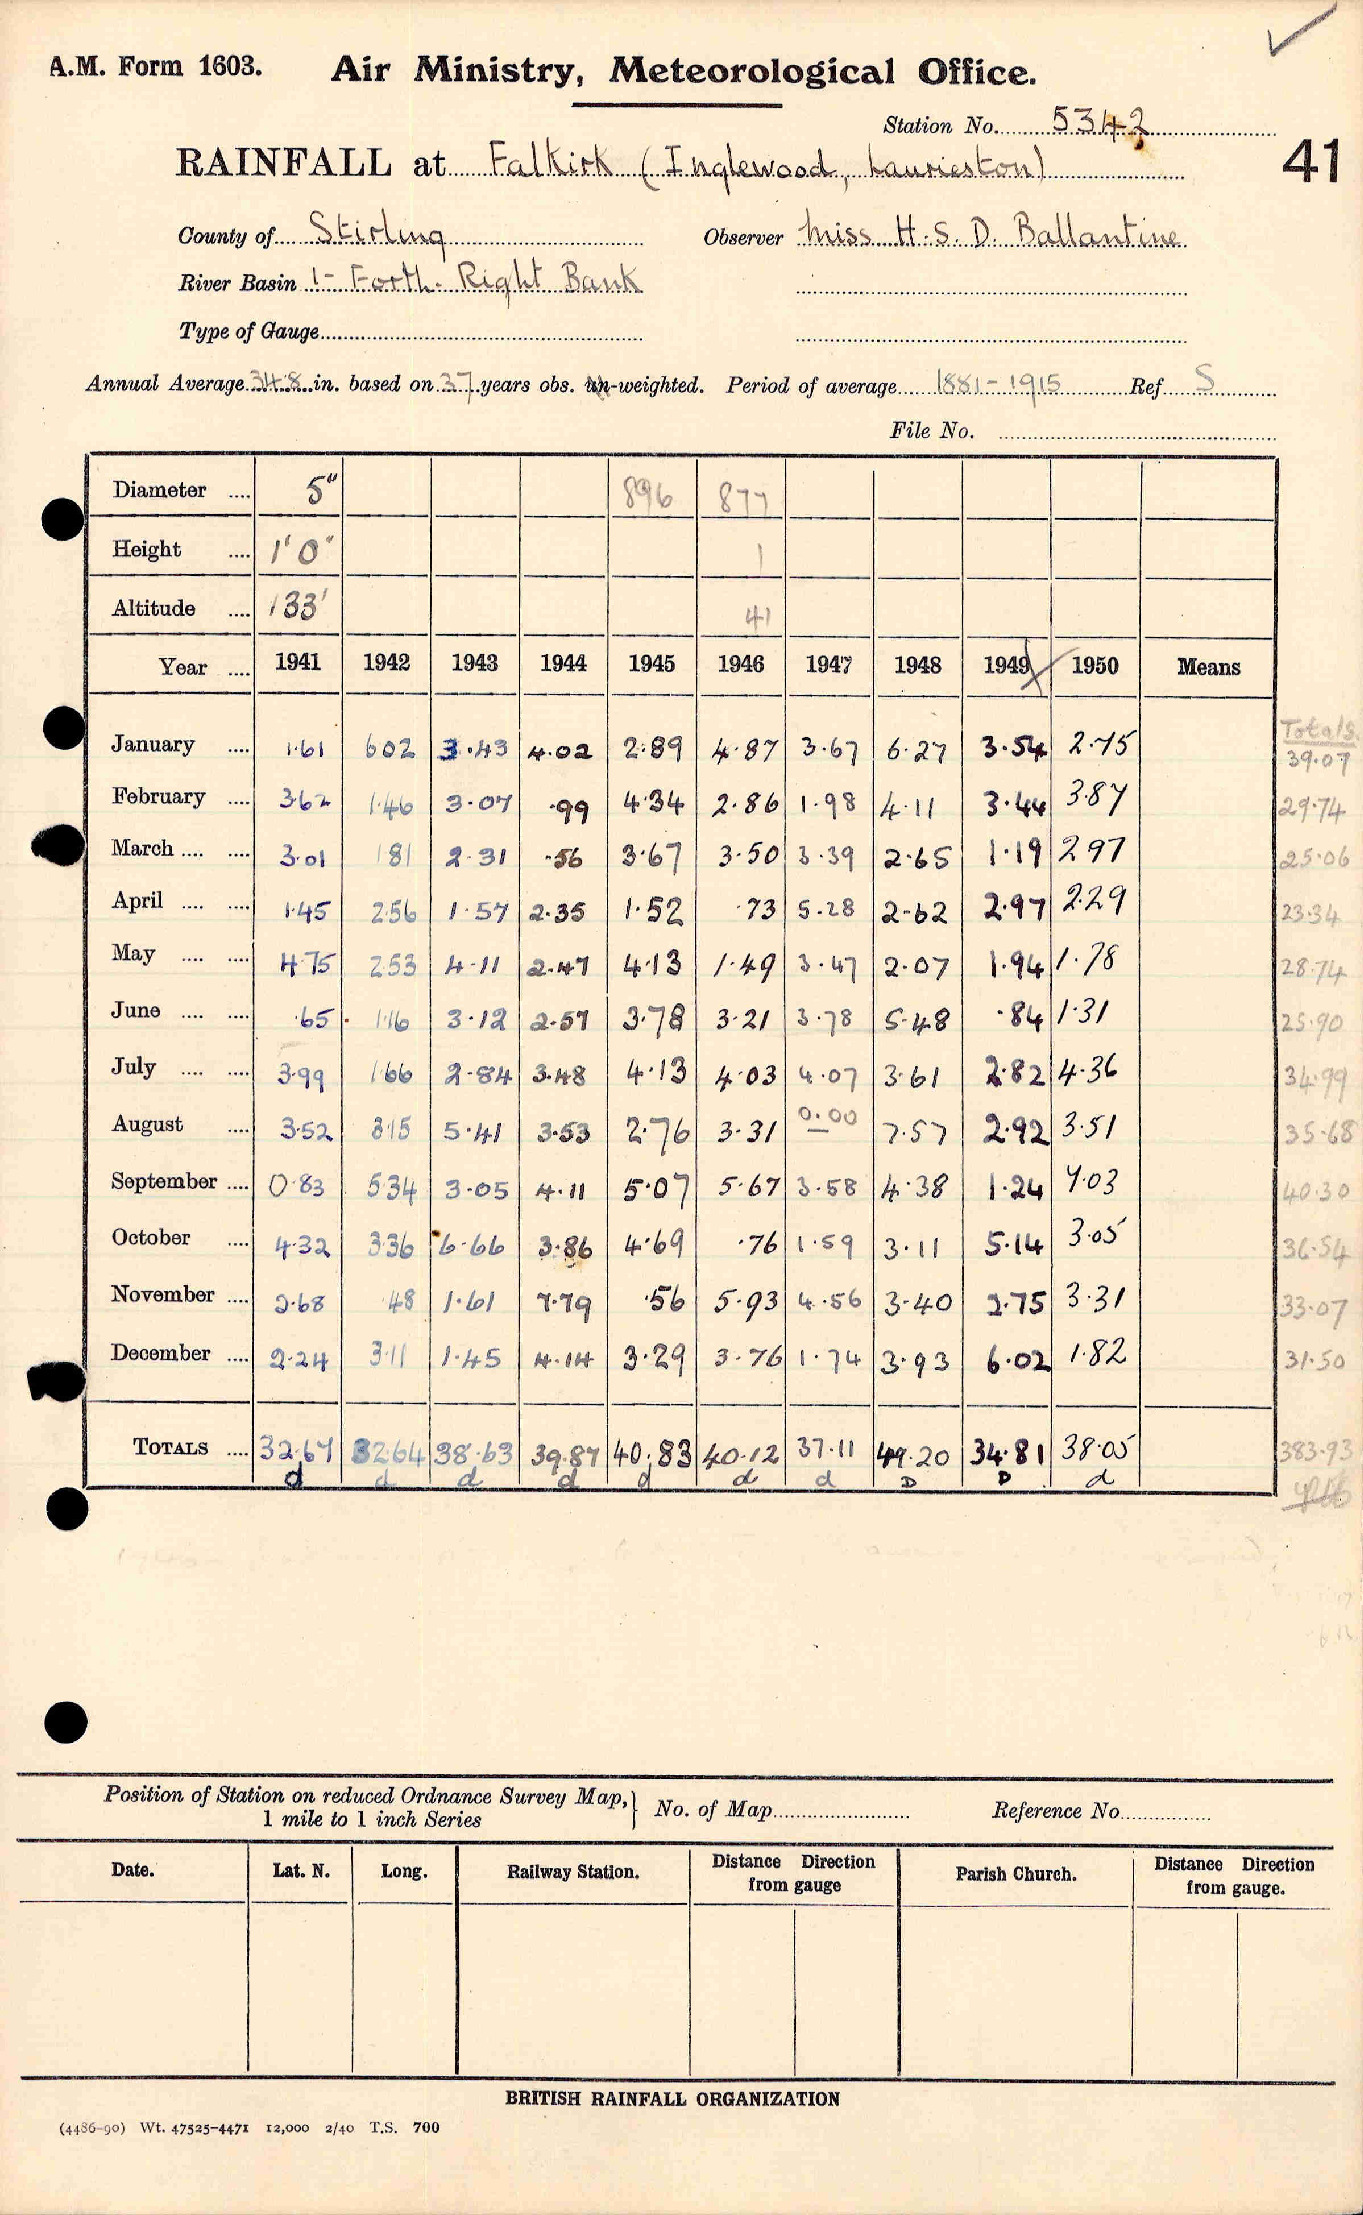 A.M. Form 1603. Air Ministry, Meteorological Office.
Station No. 5342
RAINFALL at Falkirk (Inglewood, Laurieston) 41
County of Stirling Observer Miss H. S. D. Ballantine
River Basin 1- Forth. Right Bank
Type of Gauge
Annual Average 34.8 in. based on 37 years obs. un-weighted. Period of average 1881-1915 Ref S
File No.
Diameter .... 5" 896 877
Height .... 1' 0" 1
Altitude .... 133' 41
Year .... 1941 1942 1943 1944 1945 1946 1947 1948 1949 1950 Means
Totals
January .... 1.61 6.02 3.43 4.02 2.89 4.87 3.67 6.27 3.54 2.75 39.07
February .... 3.62 1.46 3.07 .99 4.34 2.86 1.98 4.11 3.44 3.87 29.74
March .... .... 3.01 1.81 2.31 .56 3.67 3.50 3.39 2.65 1.19 2.97 25.06
April .... .... 1.45 2.56 1.57 2.35 1.52 .73 5.28 2.62 2.97 2.29 23.34
May .... .... 4.75 2.53 4.11 2.47 4.13 1.49 3.47 2.07 1.94 1.78 28.74
June .... .... .65 1.16 3.12 2.57 3.78 3.21 3.78 5.48 .84 1.31 25.90
July .... .... 3.99 1.66 2.84 3.48 4.13 4.03 4.07 3.61 2.82 4.36 34.99
August .... 3.52 3.15 5.41 3.53 2.76 3.31 0.00 7.57 2.92 3.51 35.68
September .... 0.83 5.34 3.05 4.11 5.07 5.67 3.58 4.38 1.24 7.03 40.30
October .... 4.32 3.36 6.66 3.86 4.69 .76 1.59 3.11 5.14 3.05 36.54
November .... 2.68 .48 1.61 7.79 .56 5.93 4.56 3.40 2.75 3.31 33.07
December .... 2.24 3.11 1.45 4.14 3.29 3.76 1.74 3.93 6.02 1.82 31.50
TOTALS .... 32.67 32.64 38.63 39.87 40.83 40.12 37.11 49.20 34.81 38.05 383.93
d d d d d d d D D d
Position of Station on reduced Ordnance Survey Map, 1 mile to 1 inch Series } No. of Map Reference No
Date. Lat. N. Long. Railway Station. Distance Direction from gauge Parish Church. Distance Direction from gauge.
BRITISH RAINFALL ORGANIZATION
(4486-90) Wt. 47525-4471 12,000 2/40 T.S. 700